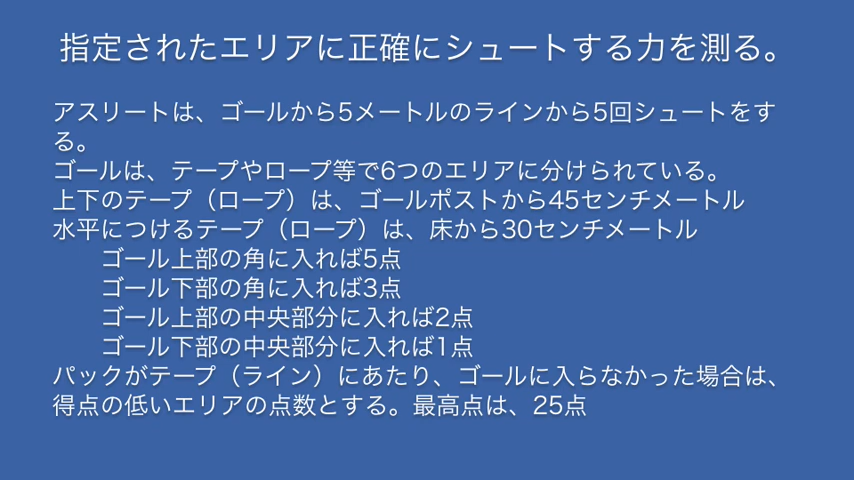 指定されたエリアに正確にシュートする力を測る。
アスリートは、ゴールから5メートルのラインから5回シュートをす
る。
ゴールは、テープやロープ等で6つのエリアに分けられている。
上下のテープ（ロープ）は、ゴールポストから45センチメートル
水平につけるテープ（ロープ）は、床から30センチメートル
ゴール上部の角に入れば5点
ゴール下部の角に入れば3点
ゴール上部の中央部分に入れば2点
ゴール下部の中央部分に入れば1点
パックがテープ（ライン）にあたり、ゴールに入らなかった場合は、
得点の低いエリアの点数とする。最高点は、25点